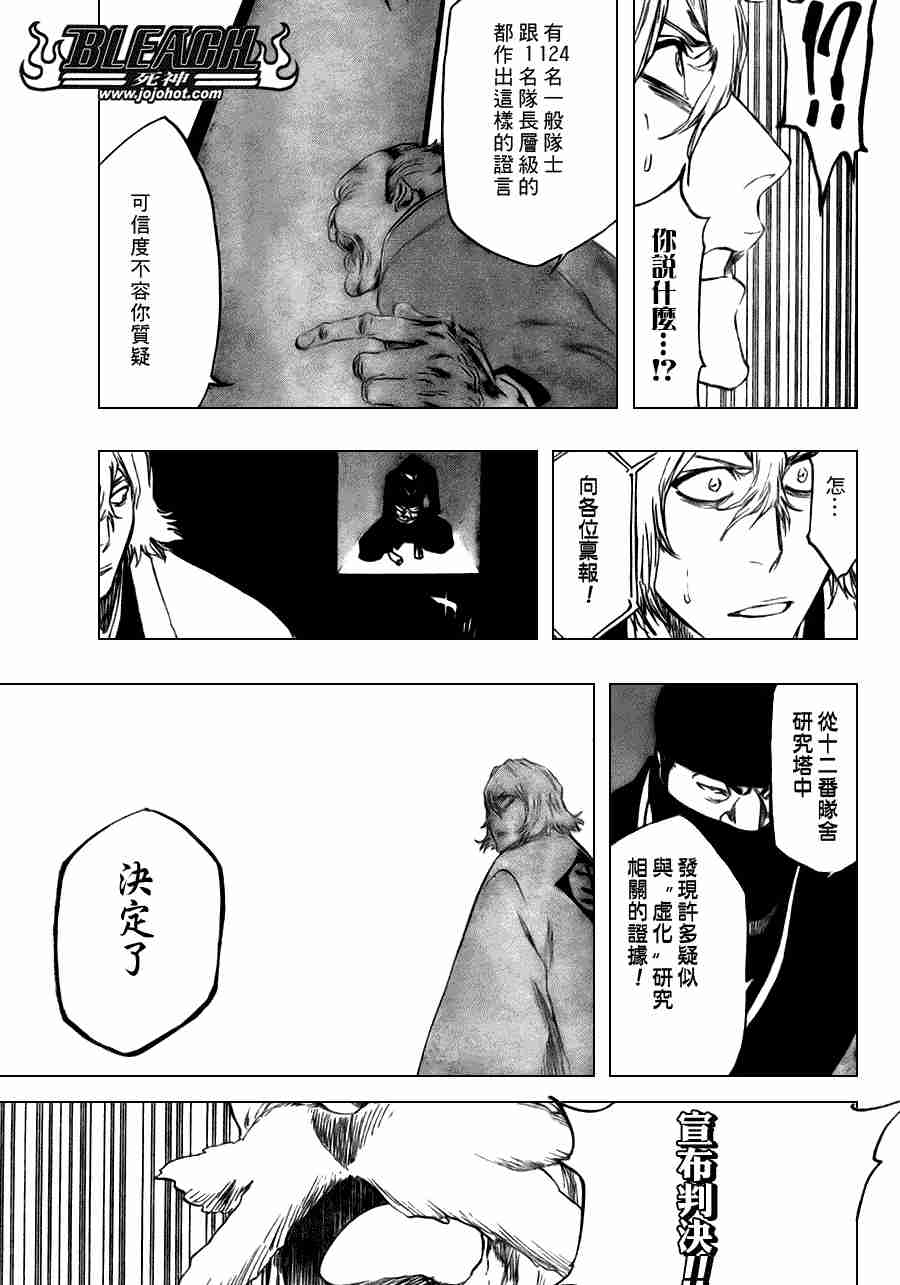 BLEACH
死神
www.jojohot.com
!?
你說什麼…!?
有124名一般隊士
跟1名隊長層級的
都作出這樣的證言
可信度不容你質疑
怎…
向各位稟報！
從十二番隊舍
研究塔中
發現許多疑似
與〝虛化〞研究
相關的證據！
決定了
宣布判決!!